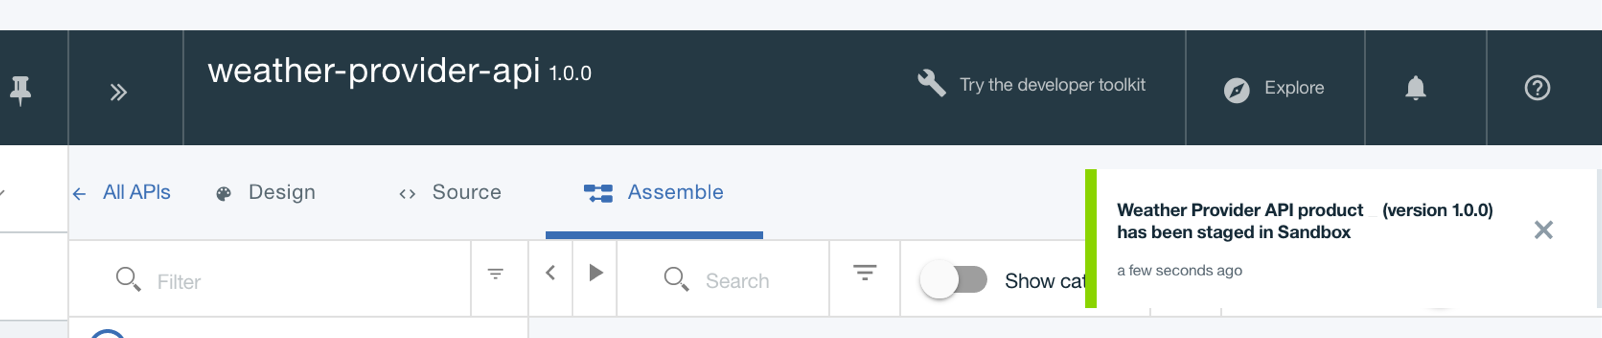 weather-provider-api 1.0.0
Try the developer toolkit
Explore
All APIs
Design
Source
Assemble
Weather Provider API product (version 1.0.0)
has been staged in Sandbox
a few seconds ago
Filter
Search
Show cat